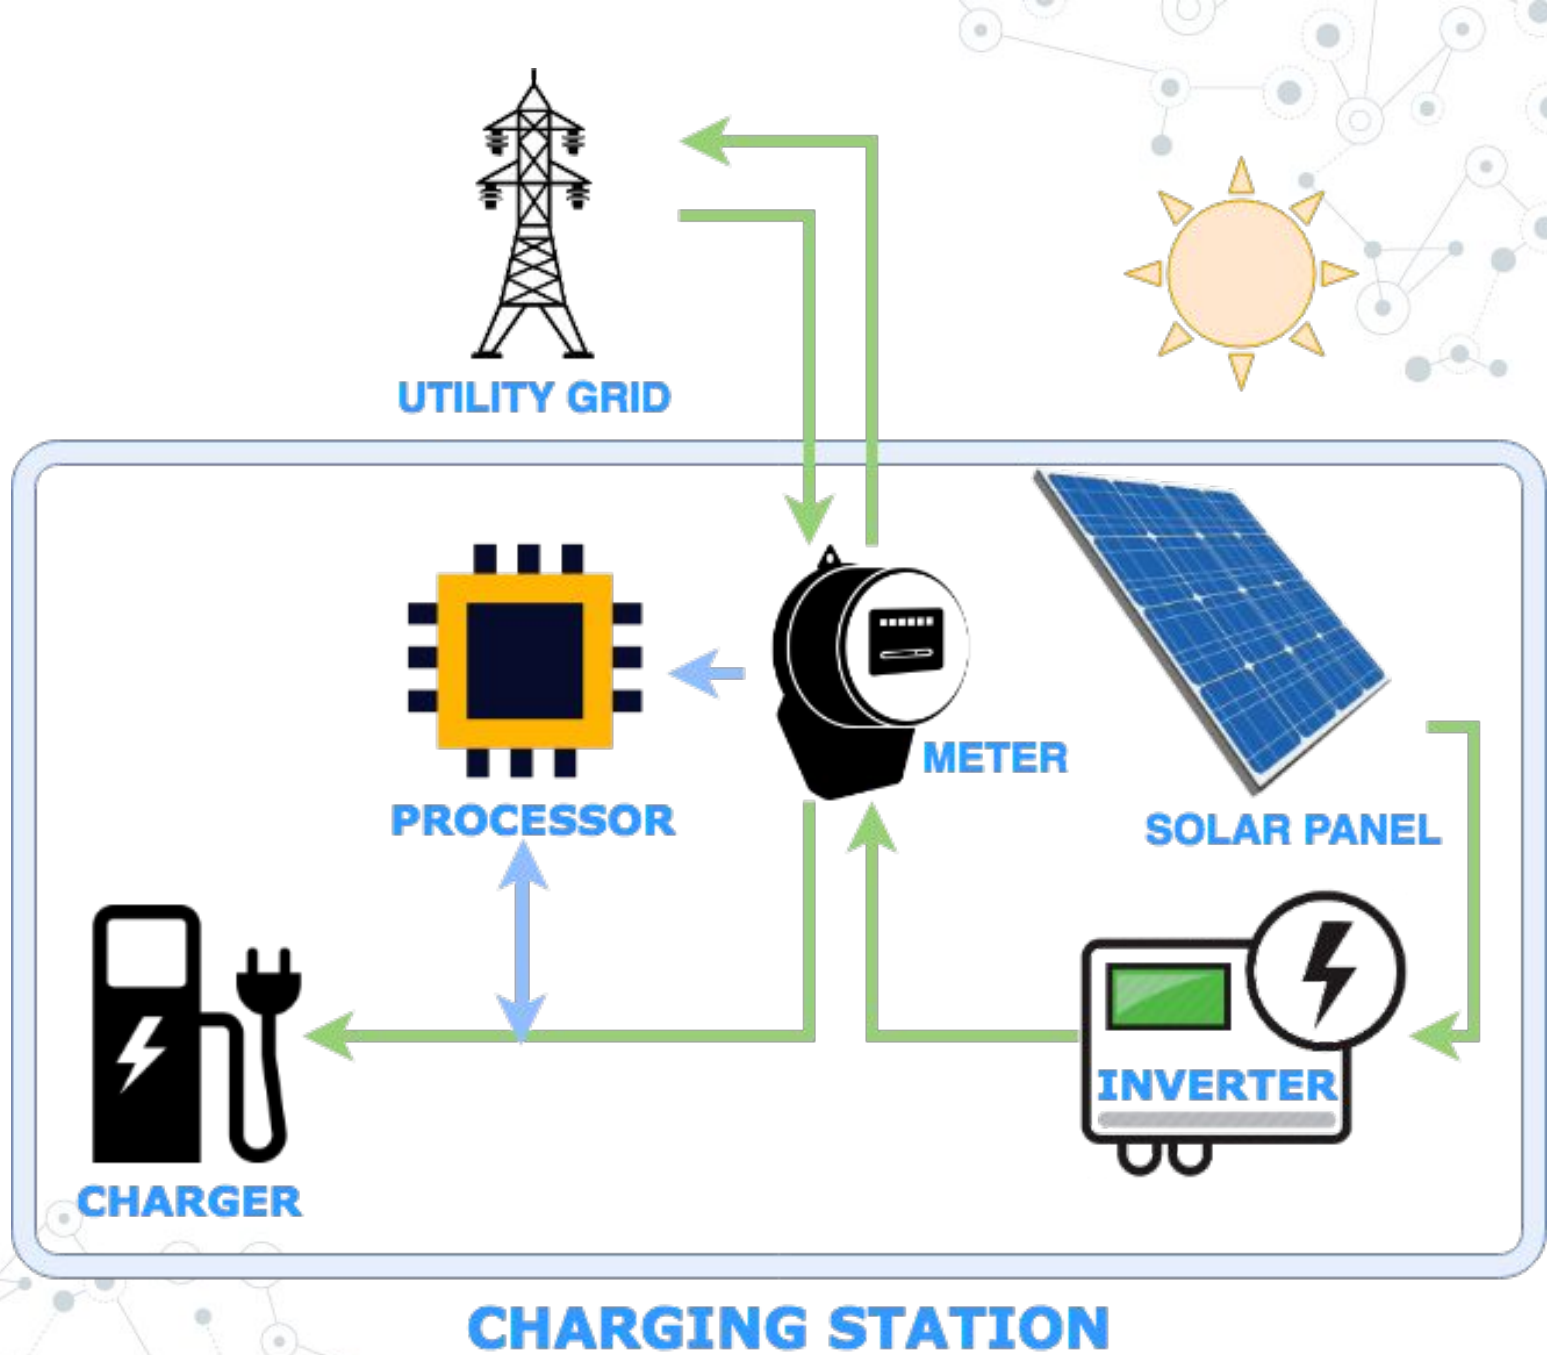 UTILITY GRID
METER
PROCESSOR
SOLAR PANEL
INVERTER
CHARGER
CHARGING STATION